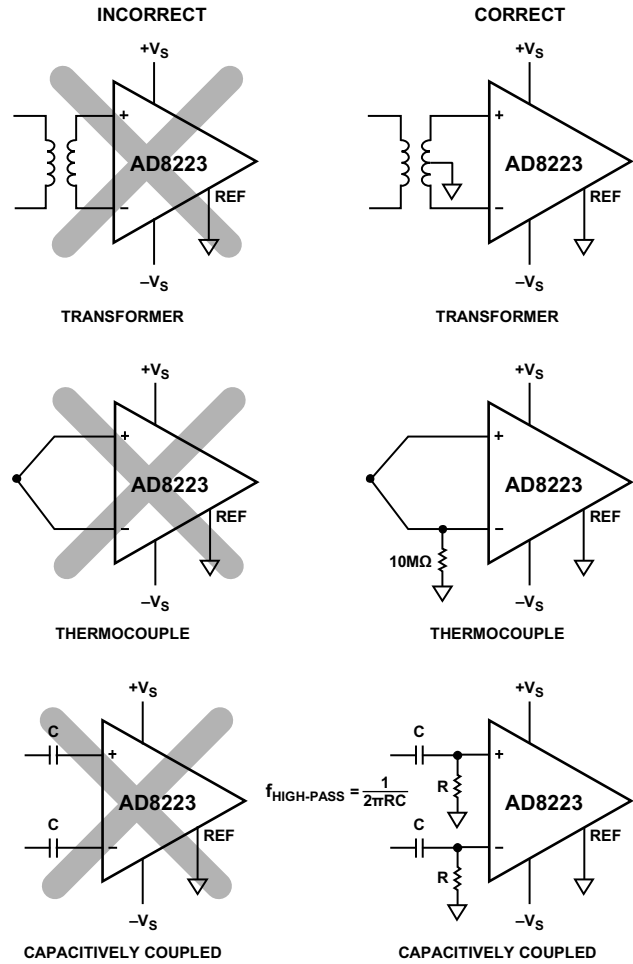 INCORRECT
CORRECT
+VS
+
AD8223
−
REF
−VS
TRANSFORMER
+VS
+
AD8223
−
REF
−VS
TRANSFORMER
+VS
+
AD8223
−
REF
−VS
THERMOCOUPLE
+VS
+
AD8223
−
REF
10MΩ
−VS
THERMOCOUPLE
+VS
C
+
AD8223
C
−
REF
−VS
CAPACITIVELY COUPLED
fHIGH-PASS = 1/2πRC
+VS
C
+
R
AD8223
C
−
REF
R
−VS
CAPACITIVELY COUPLED